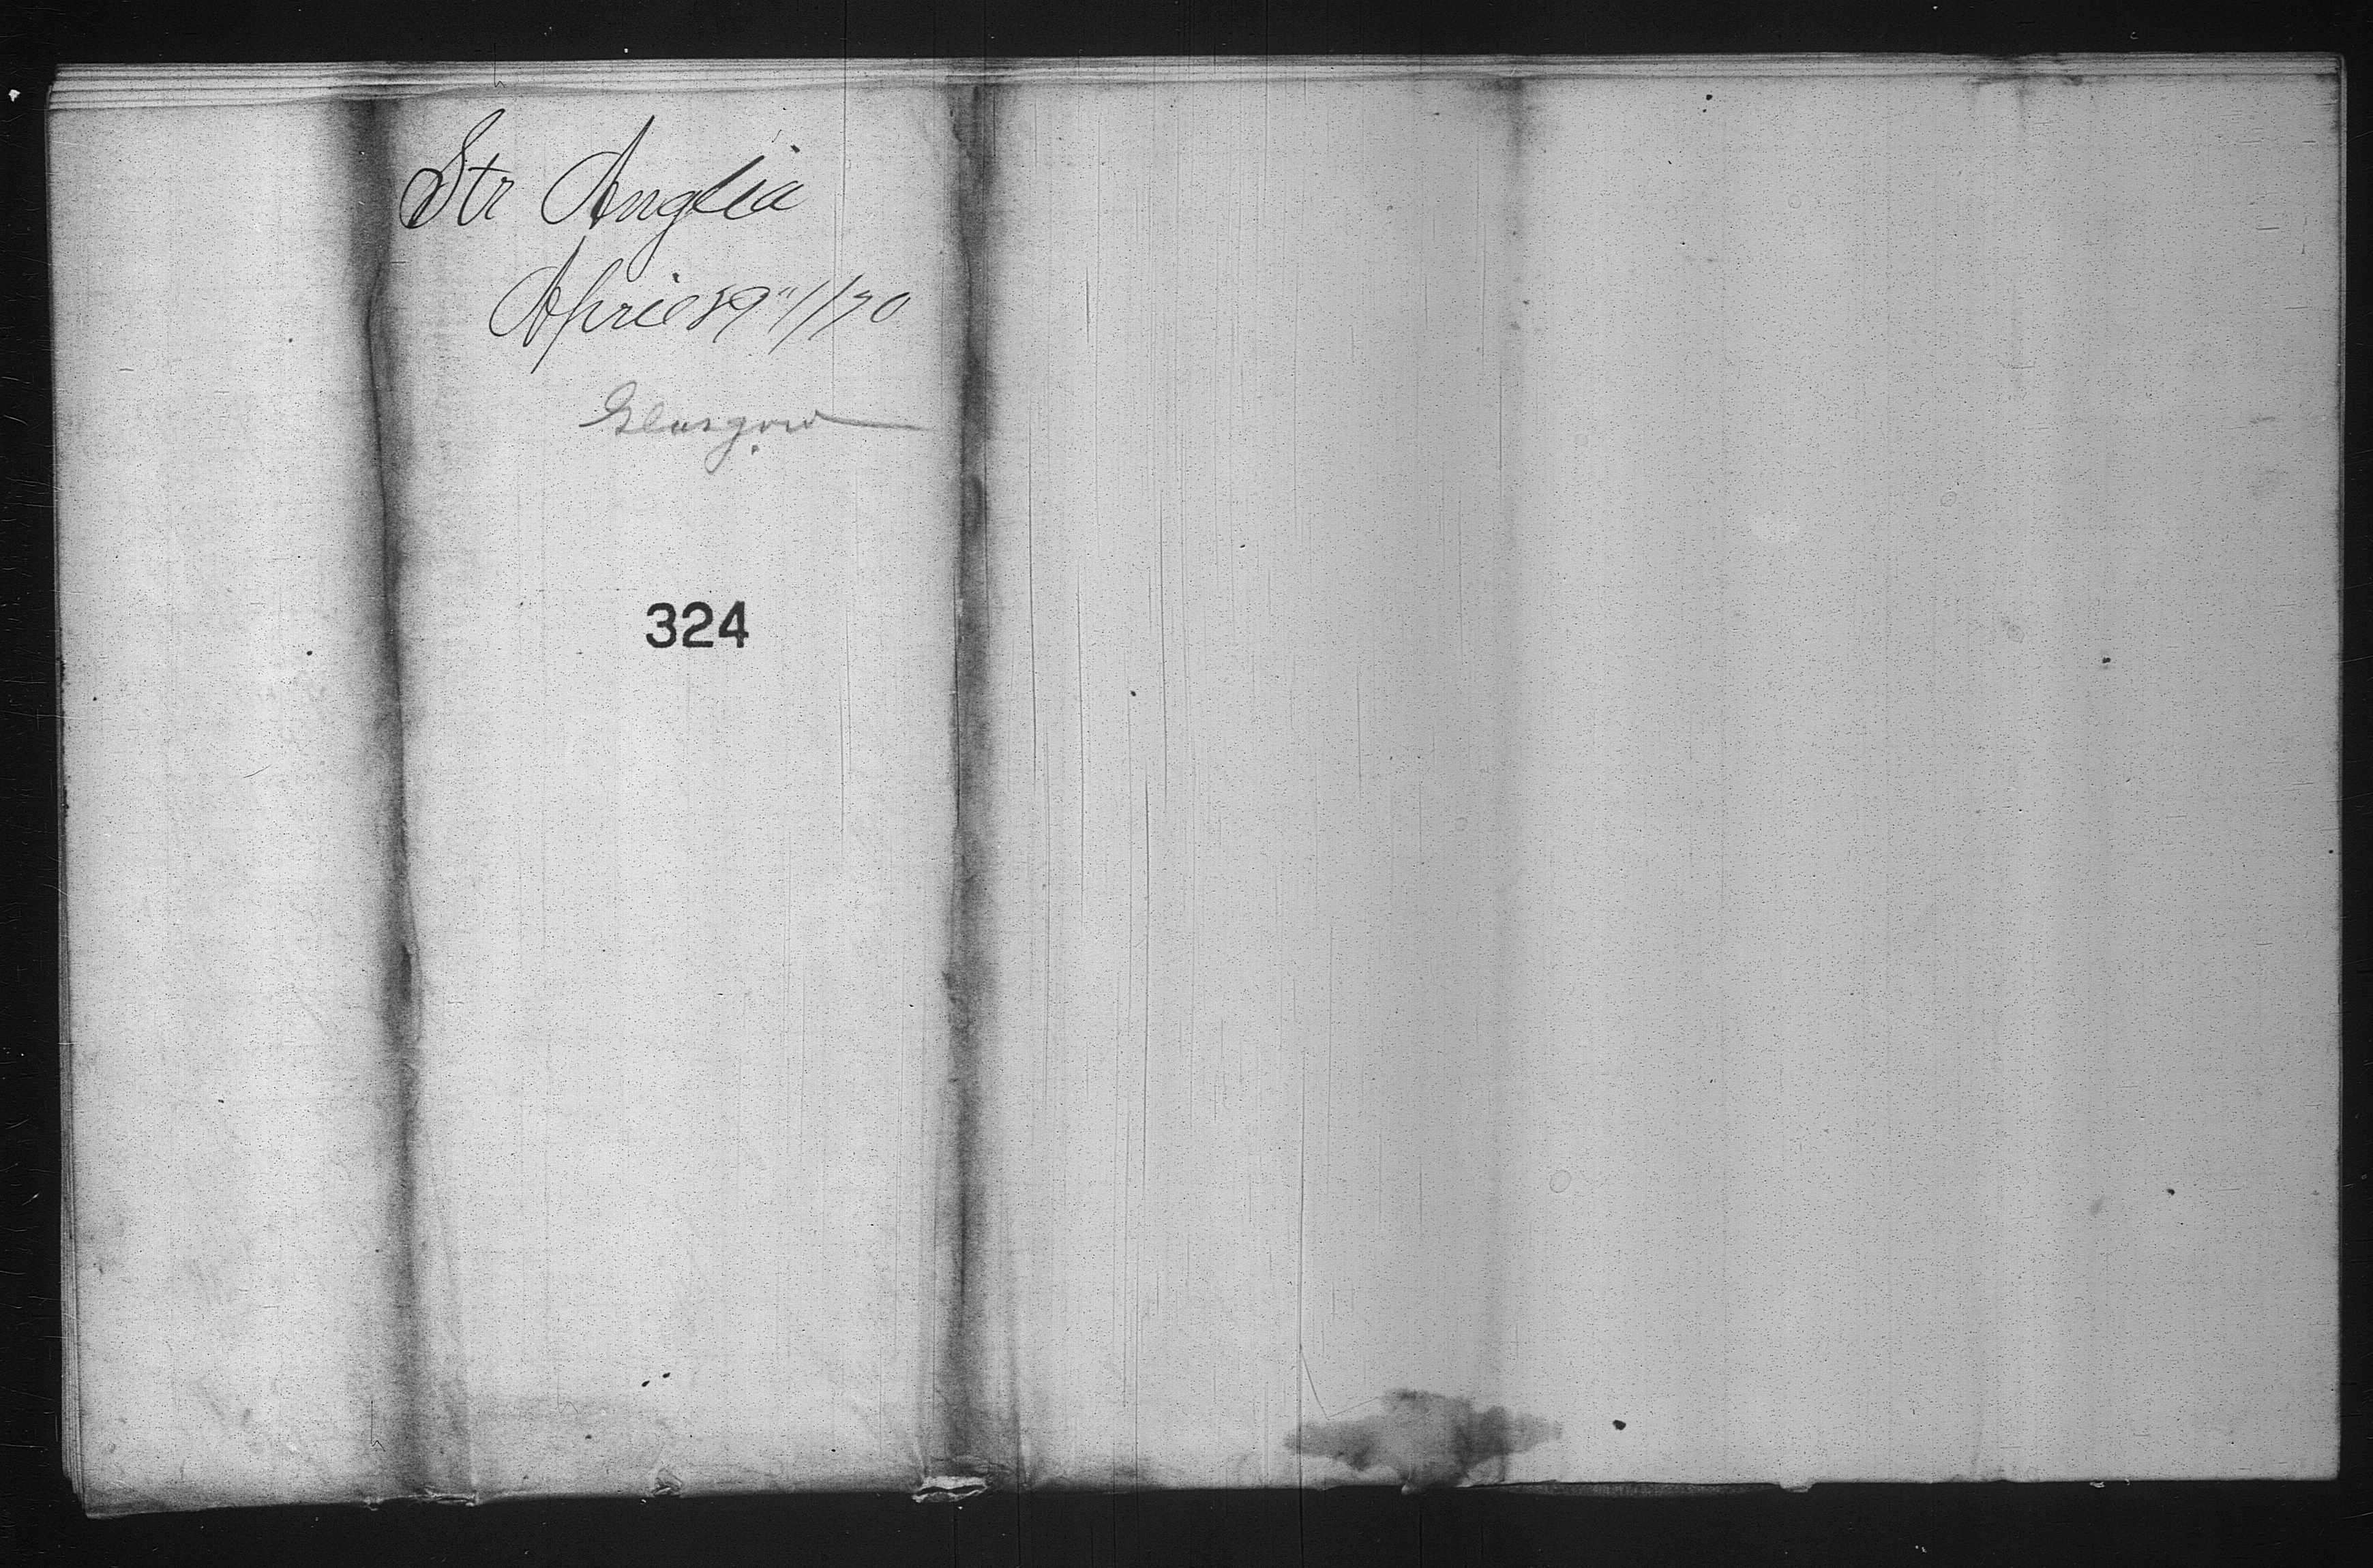 Str Anglia
April 19"/70
Glasgow
324